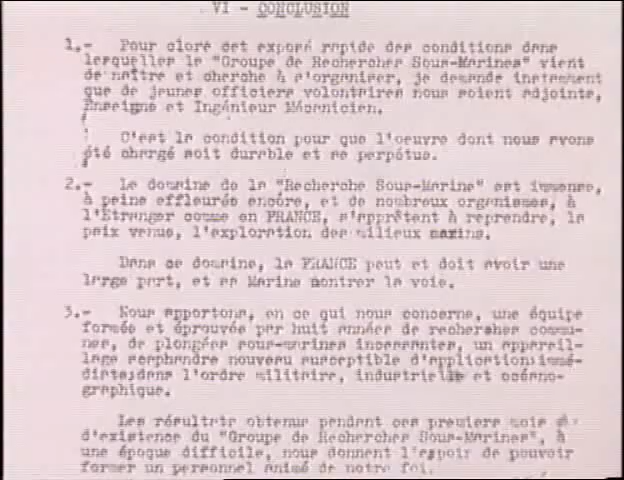 VI - CONCLUSION
1.- Pour clore cet exposé rapide des conditions dans
lesquelles le "Groupe de Recherches Sous-Marines" vient
de naître et cherche à s'organiser, je demande instamment
que de jeunes officiers volontaires nous soient adjoints,
Enseigne et Ingénieur Mécanicien.
C'est la condition pour que l'oeuvre dont nous avons
été chargé soit durable et se perpétue.
2.- Le domaine de la "Recherche Sous-Marine" est immense,
à peine effleurée encore, et de nombreux organismes, à
l'Etranger comme en FRANCE, s'apprêtent à reprendre, la
paix venue, l'exploration des milieux marins.
Dans ce domaine, la FRANCE peut et doit avoir une
large part, et sa Marine montrer la voie.
3.- Nous apportons, en ce qui nous concerne, une équipe
formée et éprouvée par huit années de recherches commu-
nes, de plongées sous-marines incessantes, un appareil-
lage scaphandre nouveau susceptible d'application immé-
diate dans l'ordre militaire, industrielle et océano-
graphique.
Les résultats obtenus pendant ces premiers mois
d'existence du "Groupe de Recherches Sous-Marines", à
une époque difficile, nous donnent l'espoir de pouvoir
former un personnel animé de notre foi.